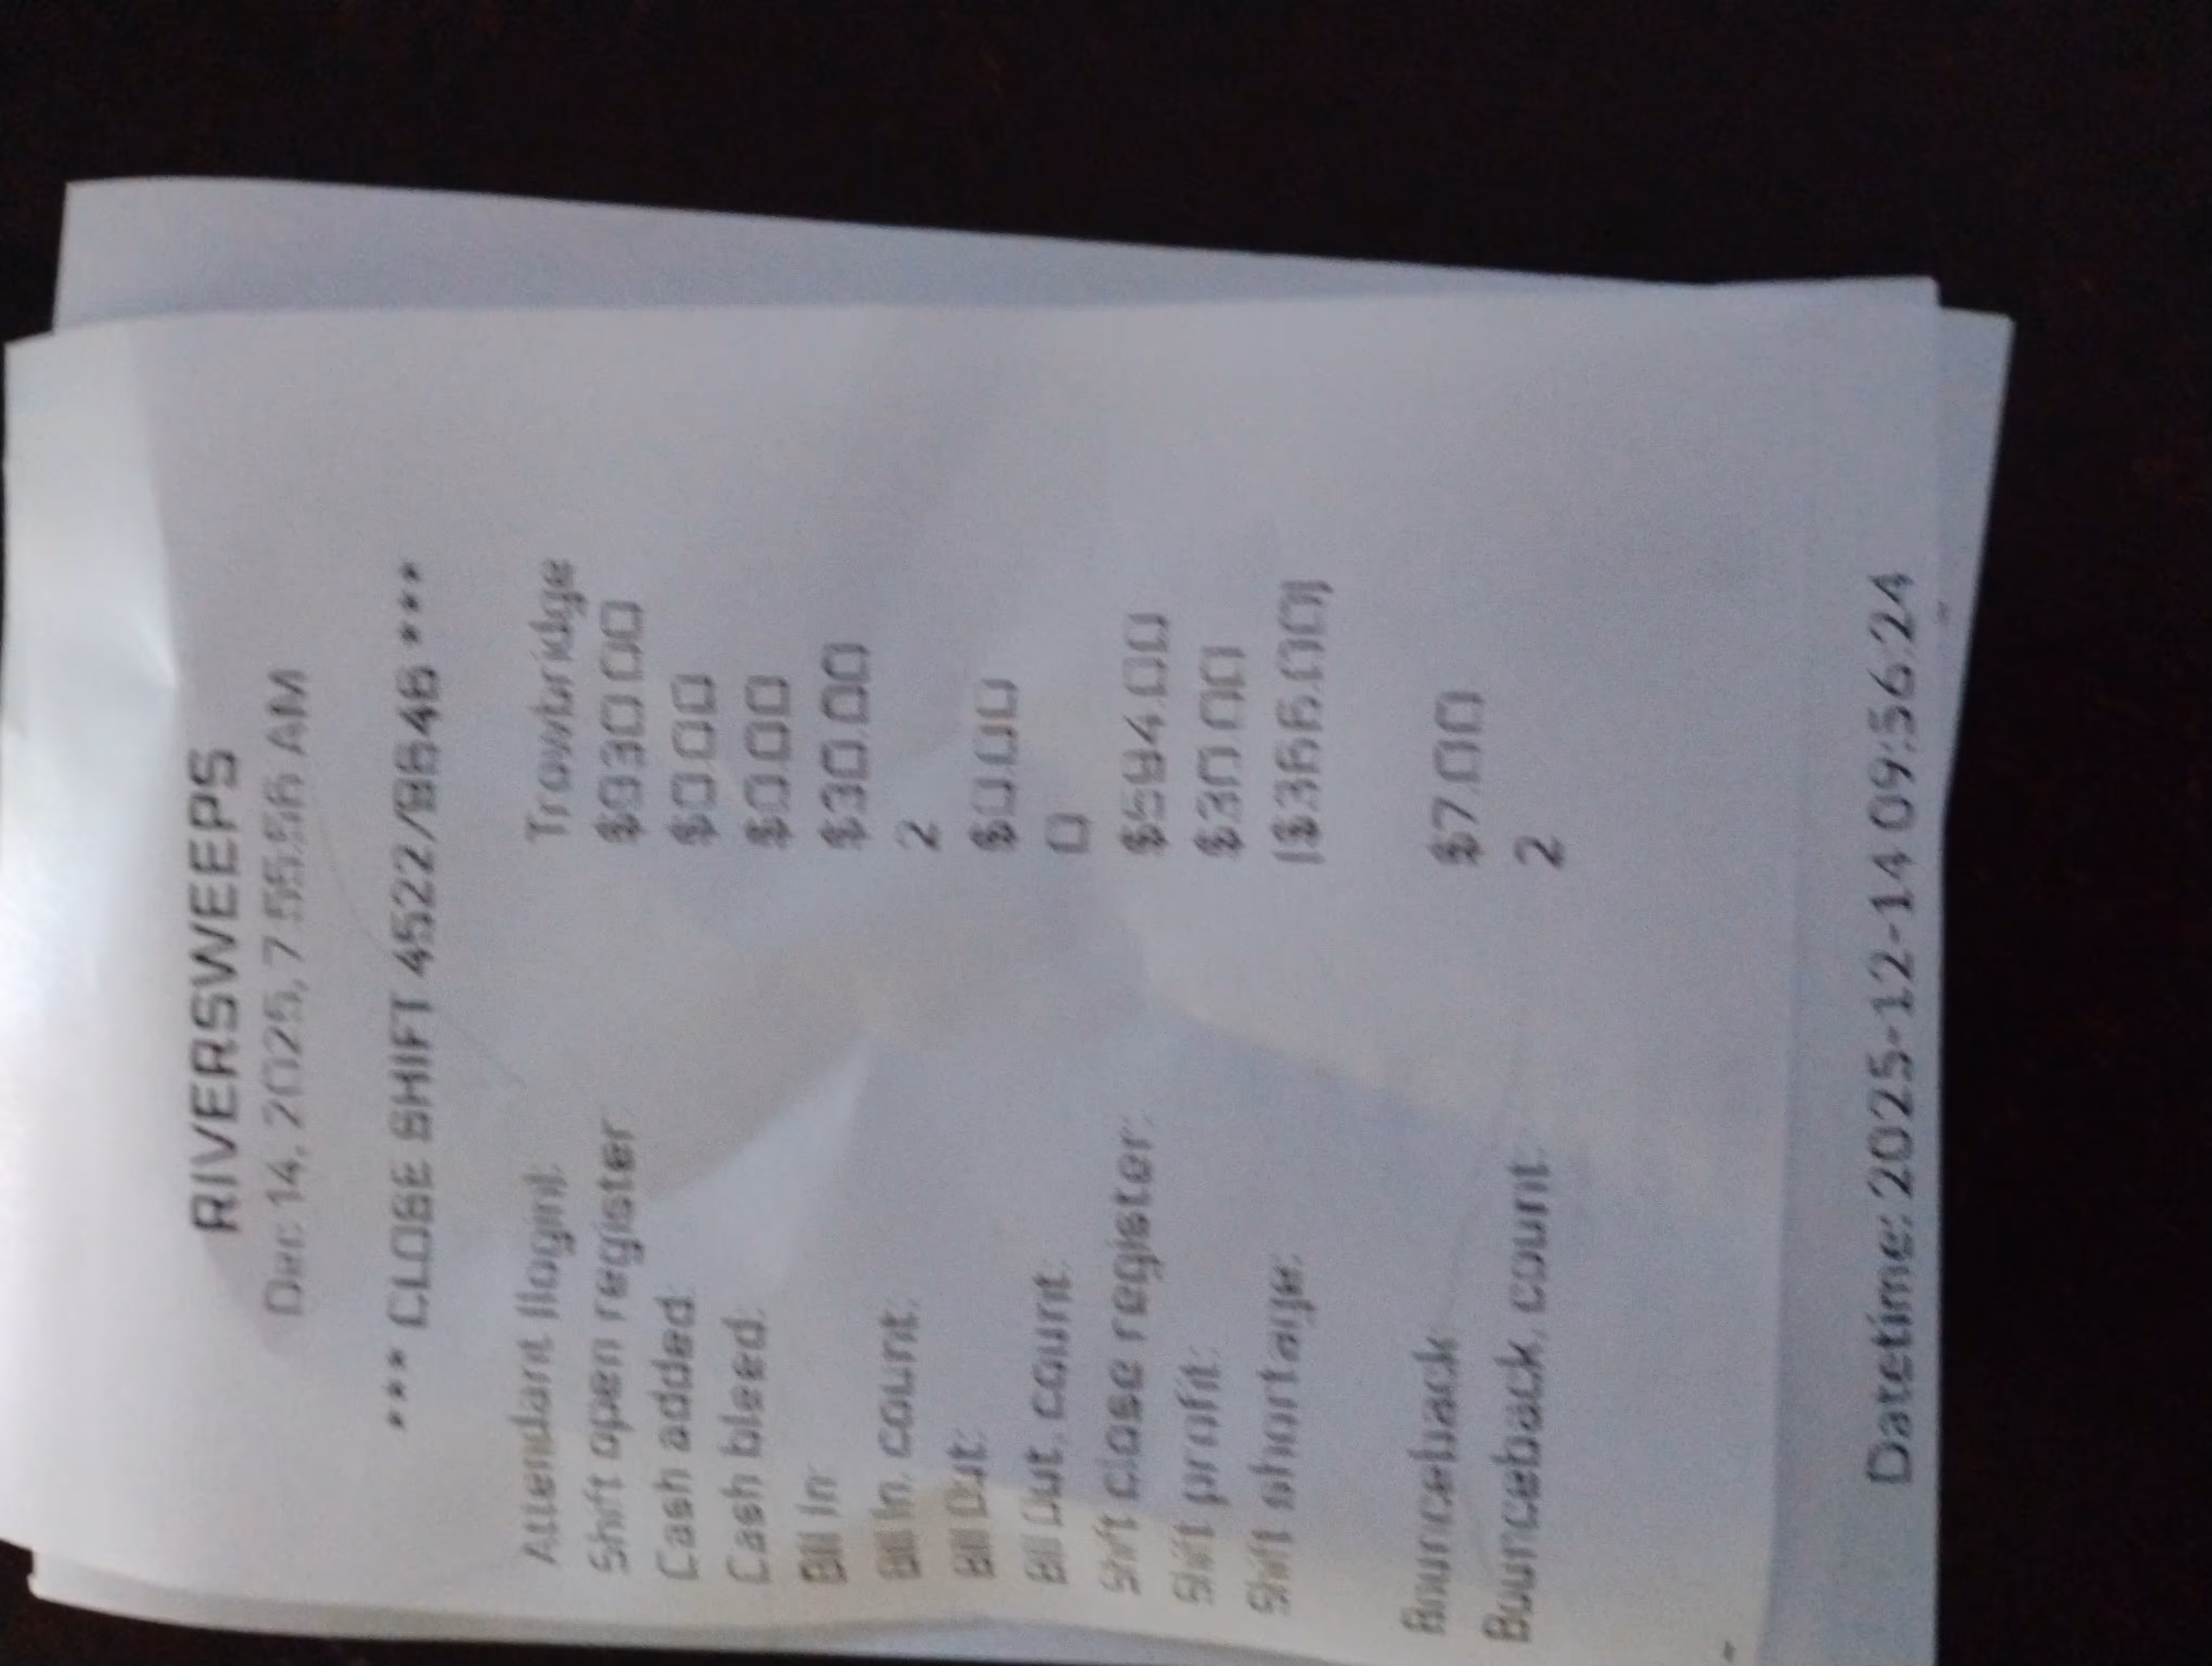 RIVERSWEEPS
Dec 14, 2025, 7:55:56 AM
*** CLOSE SHIFT 4522/9646 ***
Attendant (login): Trowbridge
Shift open register: $930.00
Cash added: $0.00
Cash bleed: $0.00
Bill In: $30.00
Bill In, count: 2
Bill Out: $0.00
Bill Out, count: 0
Shift close register: $594.00
Shift profit: $30.00
Shift shortage: ($366.00)
Bounceback $7.00
Bounceback, count: 2
Datetime: 2025-12-14 09:56:24